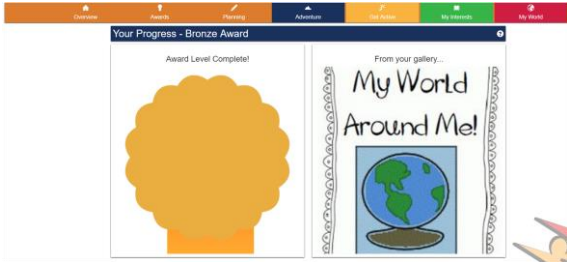 Overview
Awards
Planning
Adventure
Get Active
My Interests
My World
Your Progress - Bronze Award
Award Level Complete!
From your gallery...
My World
Around Me!